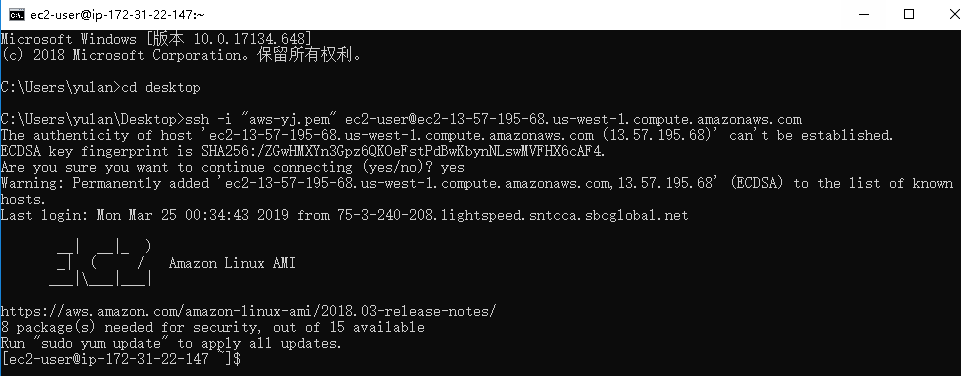 ec2-user@ip-172-31-22-147:~
Microsoft Windows [版本 10.0.17134.648]
(c) 2018 Microsoft Corporation。保留所有权利。
C:\Users\yulan>cd desktop
C:\Users\yulan\Desktop>ssh -i "aws-yj.pem" ec2-user@ec2-13-57-195-68.us-west-1.compute.amazonaws.com
The authenticity of host 'ec2-13-57-195-68.us-west-1.compute.amazonaws.com (13.57.195.68)' can't be established.
ECDSA key fingerprint is SHA256:/ZGwHMXYn3Gpz6QKOeFstPdBwKbynNLswMVFHX6cAF4.
Are you sure you want to continue connecting (yes/no)? yes
Warning: Permanently added 'ec2-13-57-195-68.us-west-1.compute.amazonaws.com,13.57.195.68' (ECDSA) to the list of known
hosts.
Last login: Mon Mar 25 00:34:43 2019 from 75-3-240-208.lightspeed.sntcca.sbcglobal.net
       __|  __|_  )
       _|  (     /   Amazon Linux AMI
      ___|\___|___|
https://aws.amazon.com/amazon-linux-ami/2018.03-release-notes/
8 package(s) needed for security, out of 15 available
Run "sudo yum update" to apply all updates.
[ec2-user@ip-172-31-22-147 ~]$